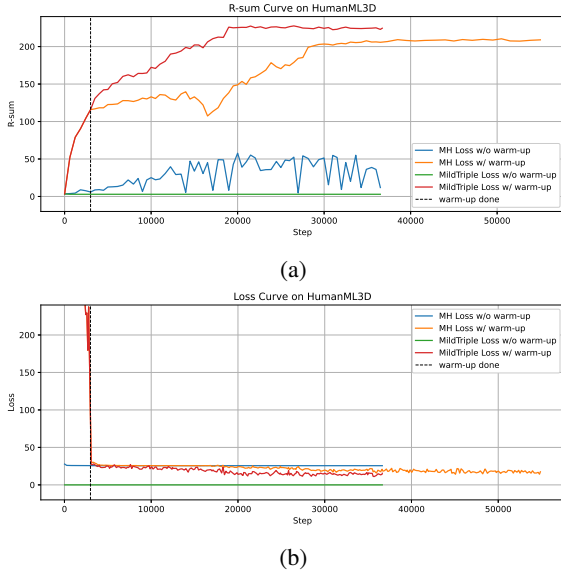 R-sum Curve on HumanML3D
200
150
100
50
0
R-sum
MH Loss w/o warm-up
MH Loss w/ warm-up
MildTriple Loss w/o warm-up
MildTriple Loss w/ warm-up
warm-up done
0 10000 20000 30000 40000 50000
Step
(a)
Loss Curve on HumanML3D
200
150
100
50
0
Loss
MH Loss w/o warm-up
MH Loss w/ warm-up
MildTriple Loss w/o warm-up
MildTriple Loss w/ warm-up
warm-up done
0 10000 20000 30000 40000 50000
Step
(b)